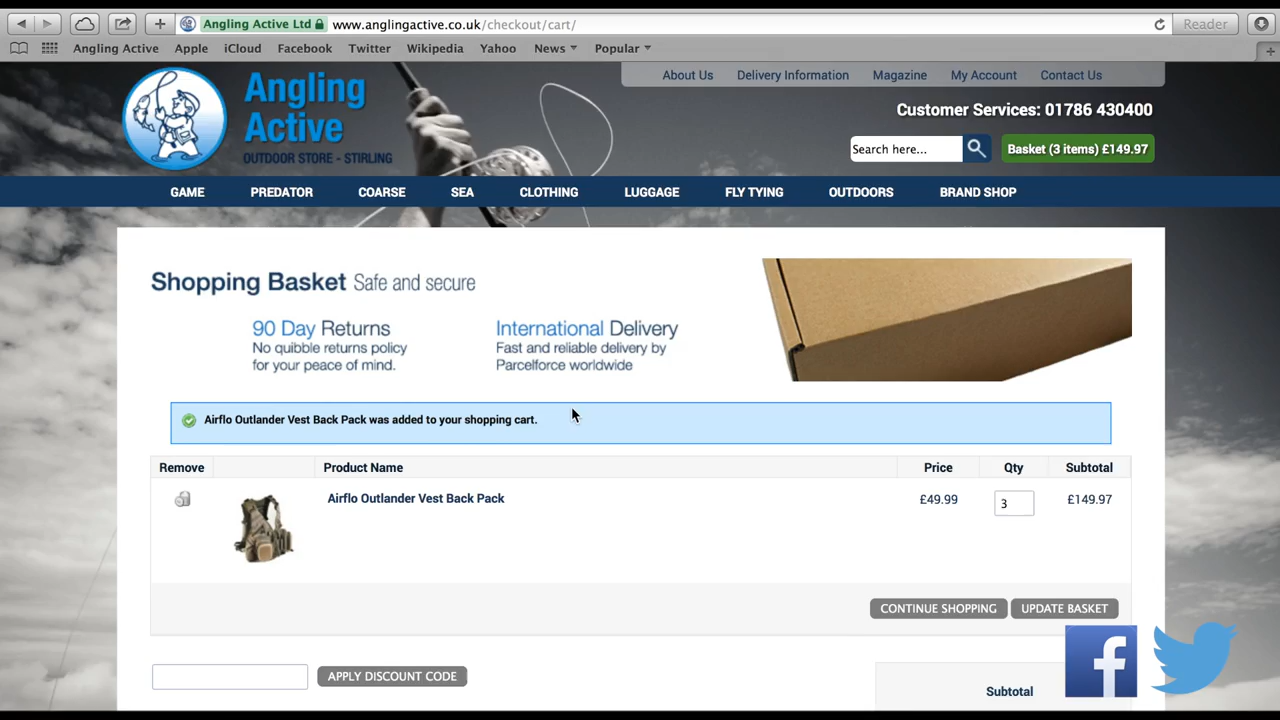 Angling Active Ltd
www.anglingactive.co.uk/checkout/cart/
Reader
Angling Active Apple iCloud Facebook Twitter Wikipedia Yahoo News Popular
About Us Delivery Information Magazine My Account Contact Us
Angling
Active
OUTDOOR STORE - STIRLING
Customer Services: 01786 430400
Search here...
Basket (3 items) £149.97
GAME PREDATOR COARSE SEA CLOTHING LUGGAGE FLY TYING OUTDOORS BRAND SHOP
Shopping Basket Safe and secure
90 Day Returns
No quibble returns policy
for your peace of mind.
International Delivery
Fast and reliable delivery by
Parcelforce worldwide
Airflo Outlander Vest Back Pack was added to your shopping cart.
Remove Product Name Price Qty Subtotal
Airflo Outlander Vest Back Pack £49.99 3 £149.97
CONTINUE SHOPPING UPDATE BASKET
APPLY DISCOUNT CODE
Subtotal